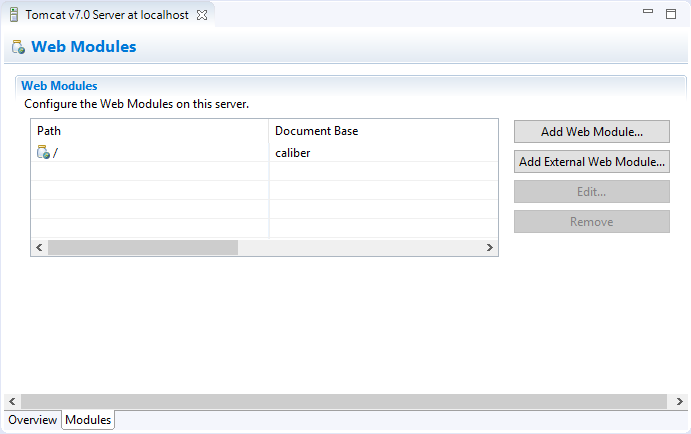 Tomcat v7.0 Server at localhost
Web Modules
Web Modules
Configure the Web Modules on this server.
Path Document Base
/ caliber
Add Web Module...
Add External Web Module...
Edit...
Remove
Overview Modules